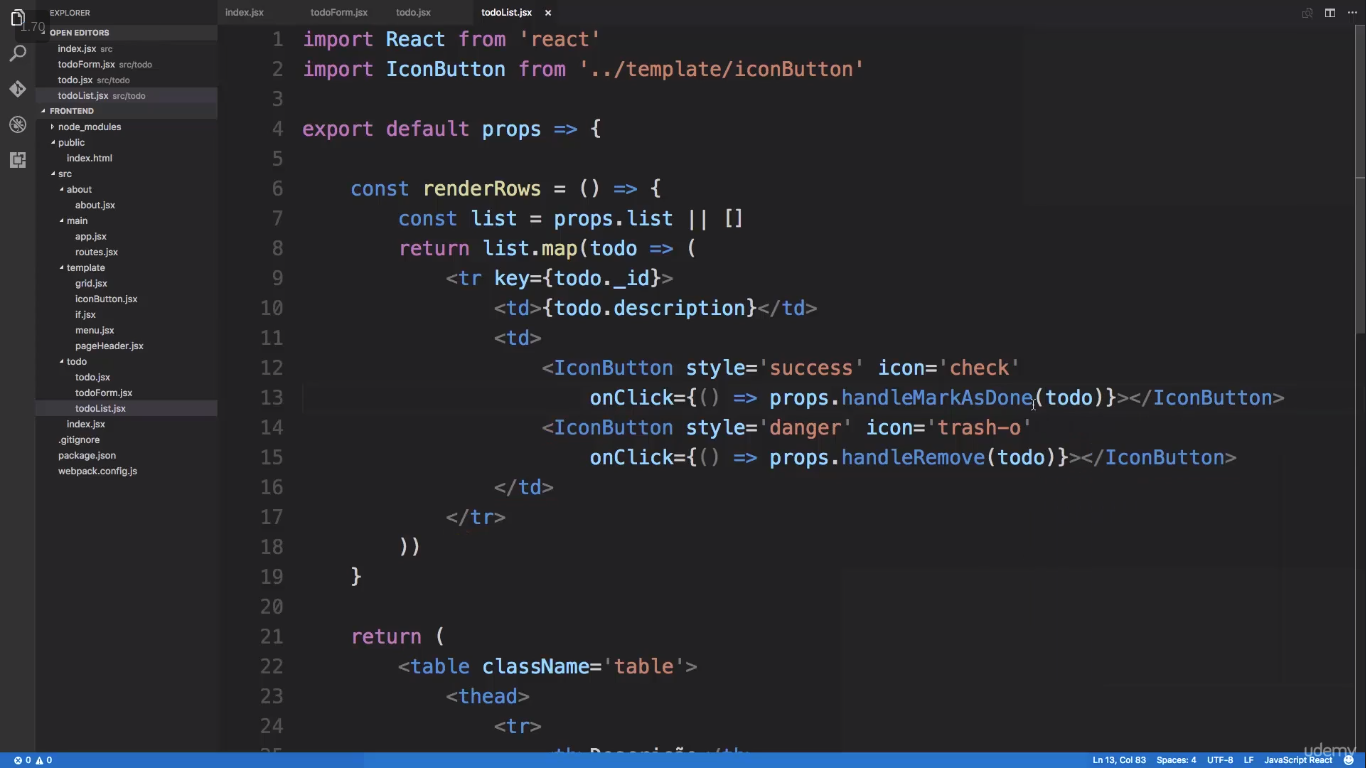 EXPLORER
1.70
OPEN EDITORS
index.jsx src
todoForm.jsx src/todo
todo.jsx src/todo
todoList.jsx src/todo
FRONTEND
node_modules
public
index.html
src
about
about.jsx
main
app.jsx
routes.jsx
template
grid.jsx
iconButton.jsx
if.jsx
menu.jsx
pageHeader.jsx
todo
todo.jsx
todoForm.jsx
todoList.jsx
index.jsx
.gitignore
package.json
webpack.config.js
index.jsx todoForm.jsx todo.jsx todoList.jsx ×
1 import React from 'react'
2 import IconButton from '../template/iconButton'
3
4 export default props => {
5
6 const renderRows = () => {
7 const list = props.list || []
8 return list.map(todo => (
9 <tr key={todo._id}>
10 <td>{todo.description}</td>
11 <td>
12 <IconButton style='success' icon='check'
13 onClick={() => props.handleMarkAsDone(todo)}></IconButton>
14 <IconButton style='danger' icon='trash-o'
15 onClick={() => props.handleRemove(todo)}></IconButton>
16 </td>
17 </tr>
18 ))
19 }
20
21 return (
22 <table className='table'>
23 <thead>
24 <tr>
25 <th>Descrição</th>
0 0 Ln 13, Col 83 Spaces: 4 UTF-8 LF JavaScript React
udemy